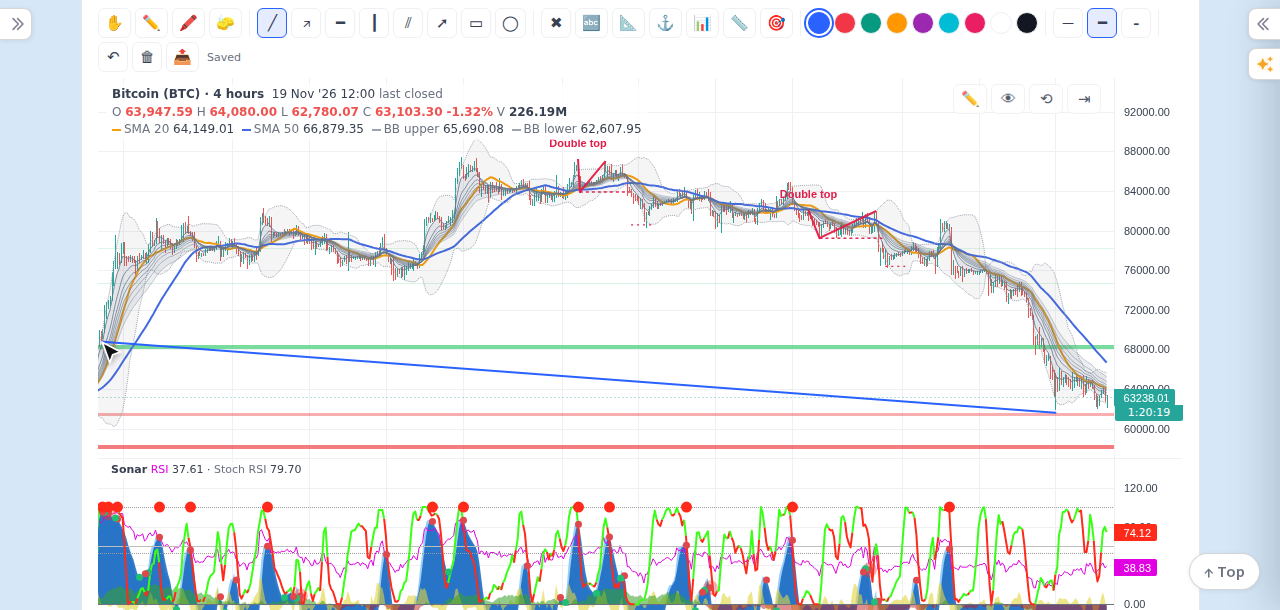 Saved
Bitcoin (BTC) · 4 hours 19 Nov '26 12:00 last closed
O 63,947.59 H 64,080.00 L 62,780.07 C 63,103.30 -1.32% V 226.19M
SMA 20 64,149.01 SMA 50 66,879.35 BB upper 65,690.08 BB lower 62,607.95
Double top
Double top
92000.00
88000.00
84000.00
80000.00
76000.00
72000.00
68000.00
64000.00
63238.01
1:20:19
60000.00
Sonar RSI 37.61 · Stoch RSI 79.70
120.00
74.12
38.83
0.00
↑ Top